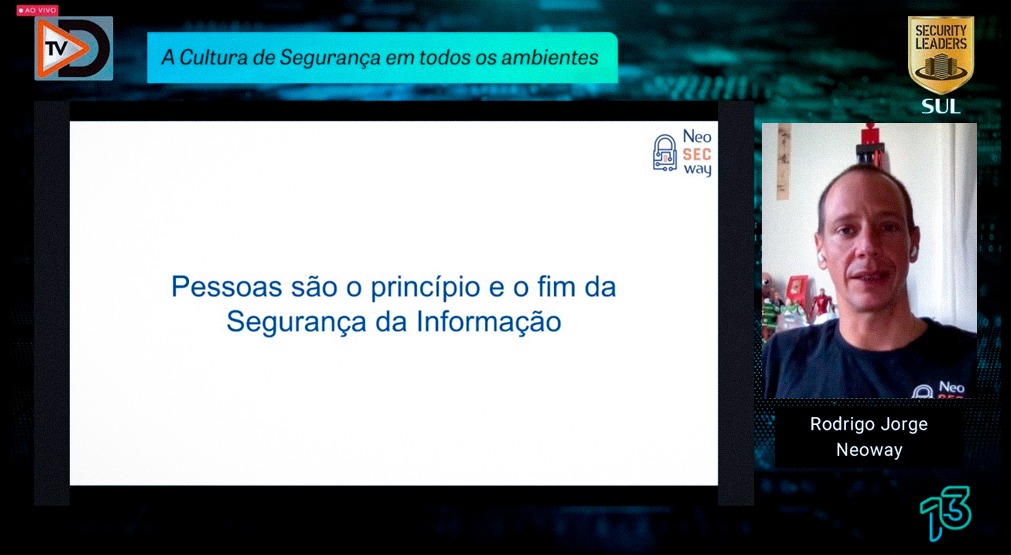 AO VIVO
TV D
A Cultura de Segurança em todos os ambientes
SECURITY
LEADERS
SUL
Neo
SEC
way
Pessoas são o princípio e o fim da
Segurança da Informação
Neo
SEC
Rodrigo Jorge
Neoway
13